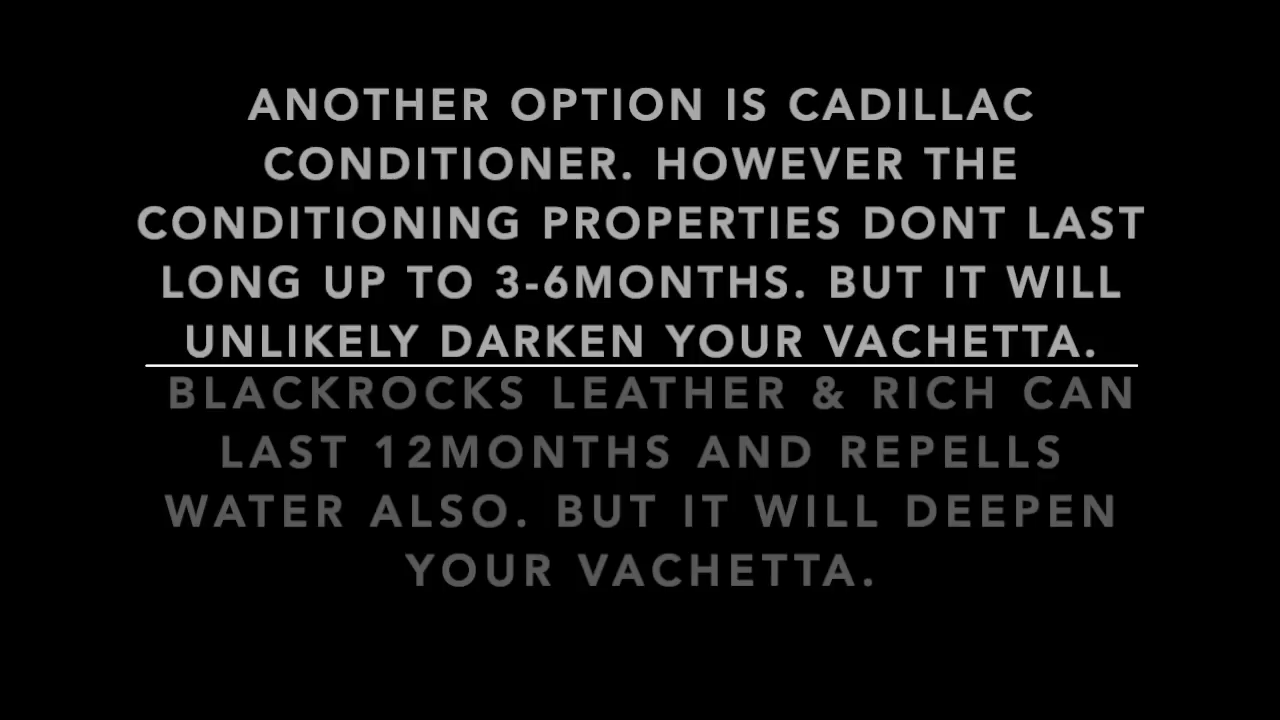 ANOTHER OPTION IS CADILLAC
CONDITIONER. HOWEVER THE
CONDITIONING PROPERTIES DONT LAST
LONG UP TO 3-6MONTHS. BUT IT WILL
UNLIKELY DARKEN YOUR VACHETTA.
BLACKROCKS LEATHER & RICH CAN
LAST 12MONTHS AND REPELLS
WATER ALSO. BUT IT WILL DEEPEN
YOUR VACHETTA.